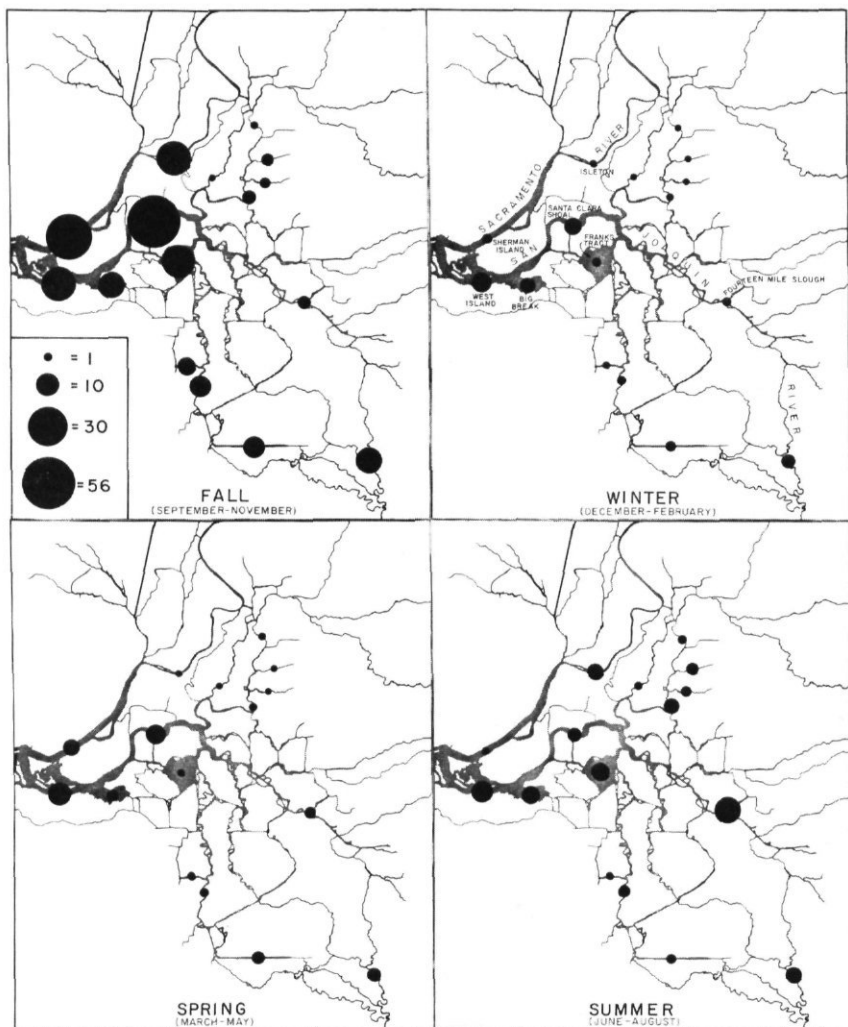 = 1
= 10
= 30
= 56
FALL
(SEPTEMBER-NOVEMBER)
SACRAMENTO
RIVER
ISLETON
SANTA CLARA
SHOAL
SHERMAN
ISLAND
SAN
JOAQUIN
FRANKS
TRACT
FOURTEEN MILE SLOUGH
WEST
ISLAND
BIG
BREAK
RIVER
WINTER
(DECEMBER-FEBRUARY)
SPRING
(MARCH-MAY)
SUMMER
(JUNE-AUGUST)